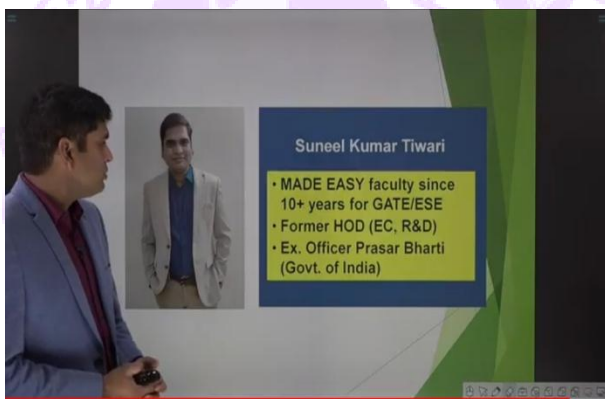 Suneel Kumar Tiwari
• MADE EASY faculty since
10+ years for GATE/ESE
• Former HOD (EC, R&D)
• Ex. Officer Prasar Bharti
(Govt. of India)